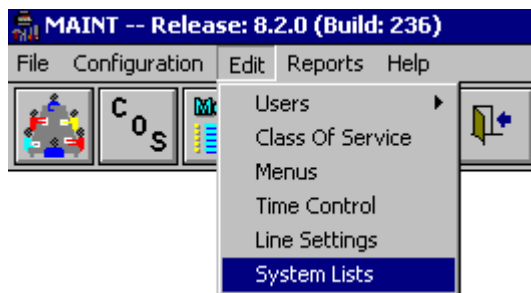 MAINT -- Release: 8.2.0 (Build: 236)
File Configuration Edit Reports Help
C O S
Users
Class Of Service
Menus
Time Control
Line Settings
System Lists